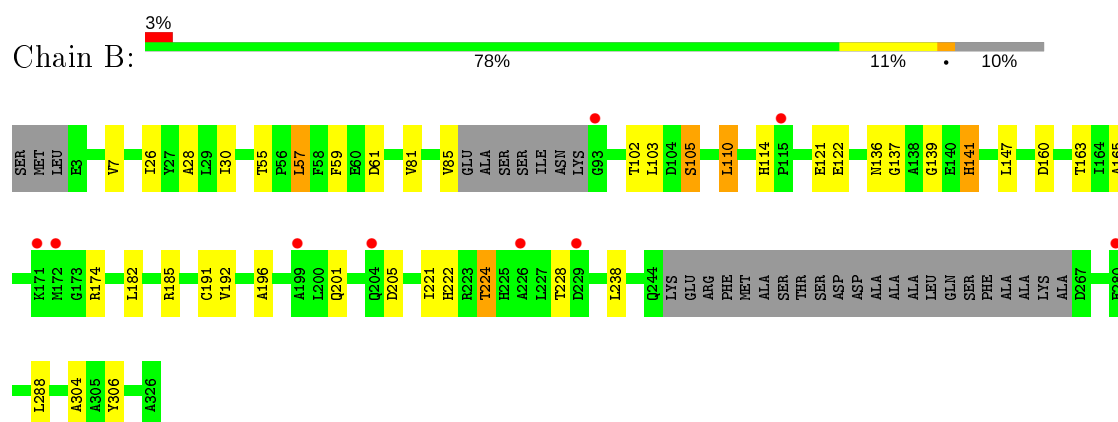 3%
Chain B:
78% 11% • 10%
SER MET LEU E3 V7 I26 Y27 A28 L29 I30 T55 P56 L57 F58 F59 E60 D61 V81 V85 GLU ALA SER SER ILE ASN LYS G93 T102 L103 D104 S105 L110 H114 P115 E121 E122 N136 G137 A138 G139 E140 H141 L147 D160 T163 I164 A165
K171 M172 G173 R174 L182 R185 C191 V192 A196 A199 L200 Q201 Q204 D205 I221 H222 R223 T224 H225 A226 L227 T228 D229 L238 Q244 LYS GLU ARG PHE MET ALA SER THR SER ASP ASP ALA ALA ALA LEU GLN SER PHE ALA ALA LYS ALA D267
L288 A304 A305 Y306 A326